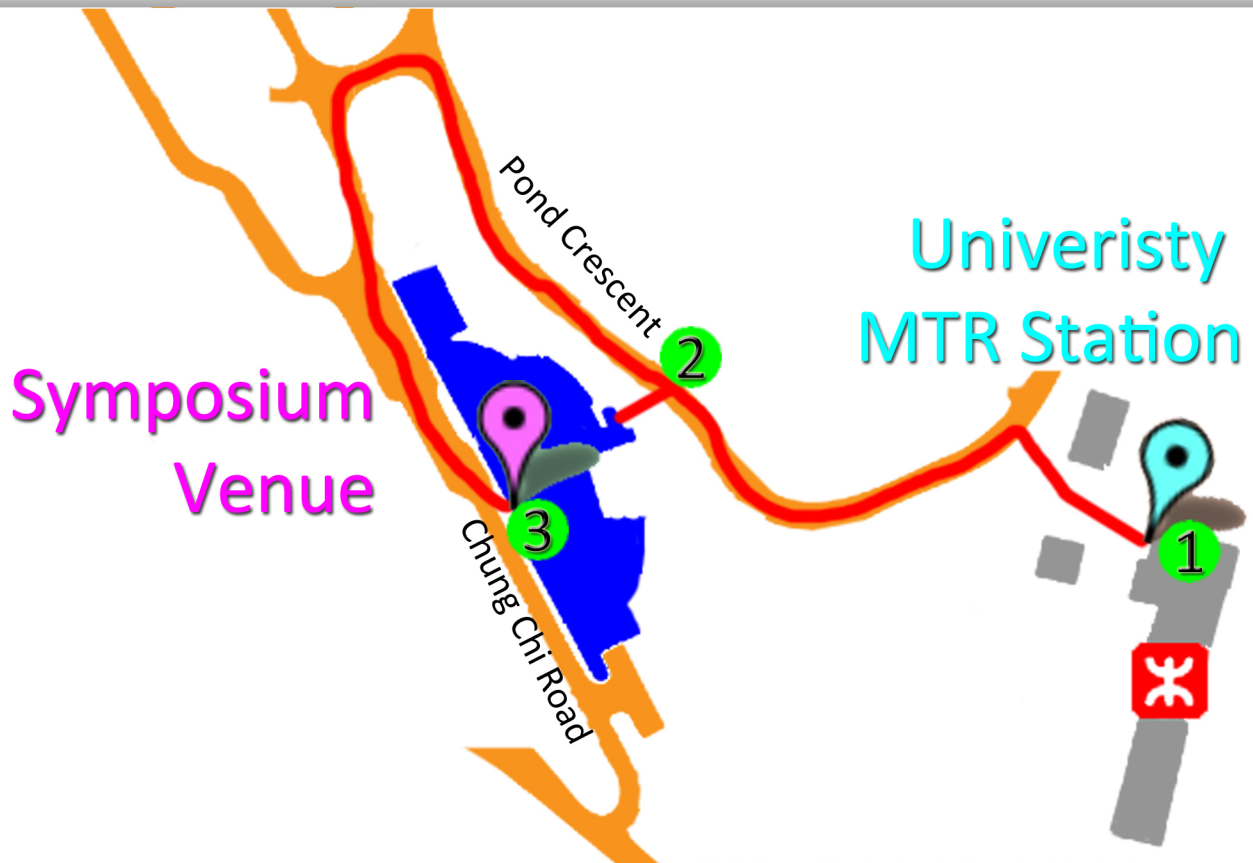 Pond Crescent
Univeristy
MTR Station
2
Symposium
Venue
3
1
Chung Chi Road